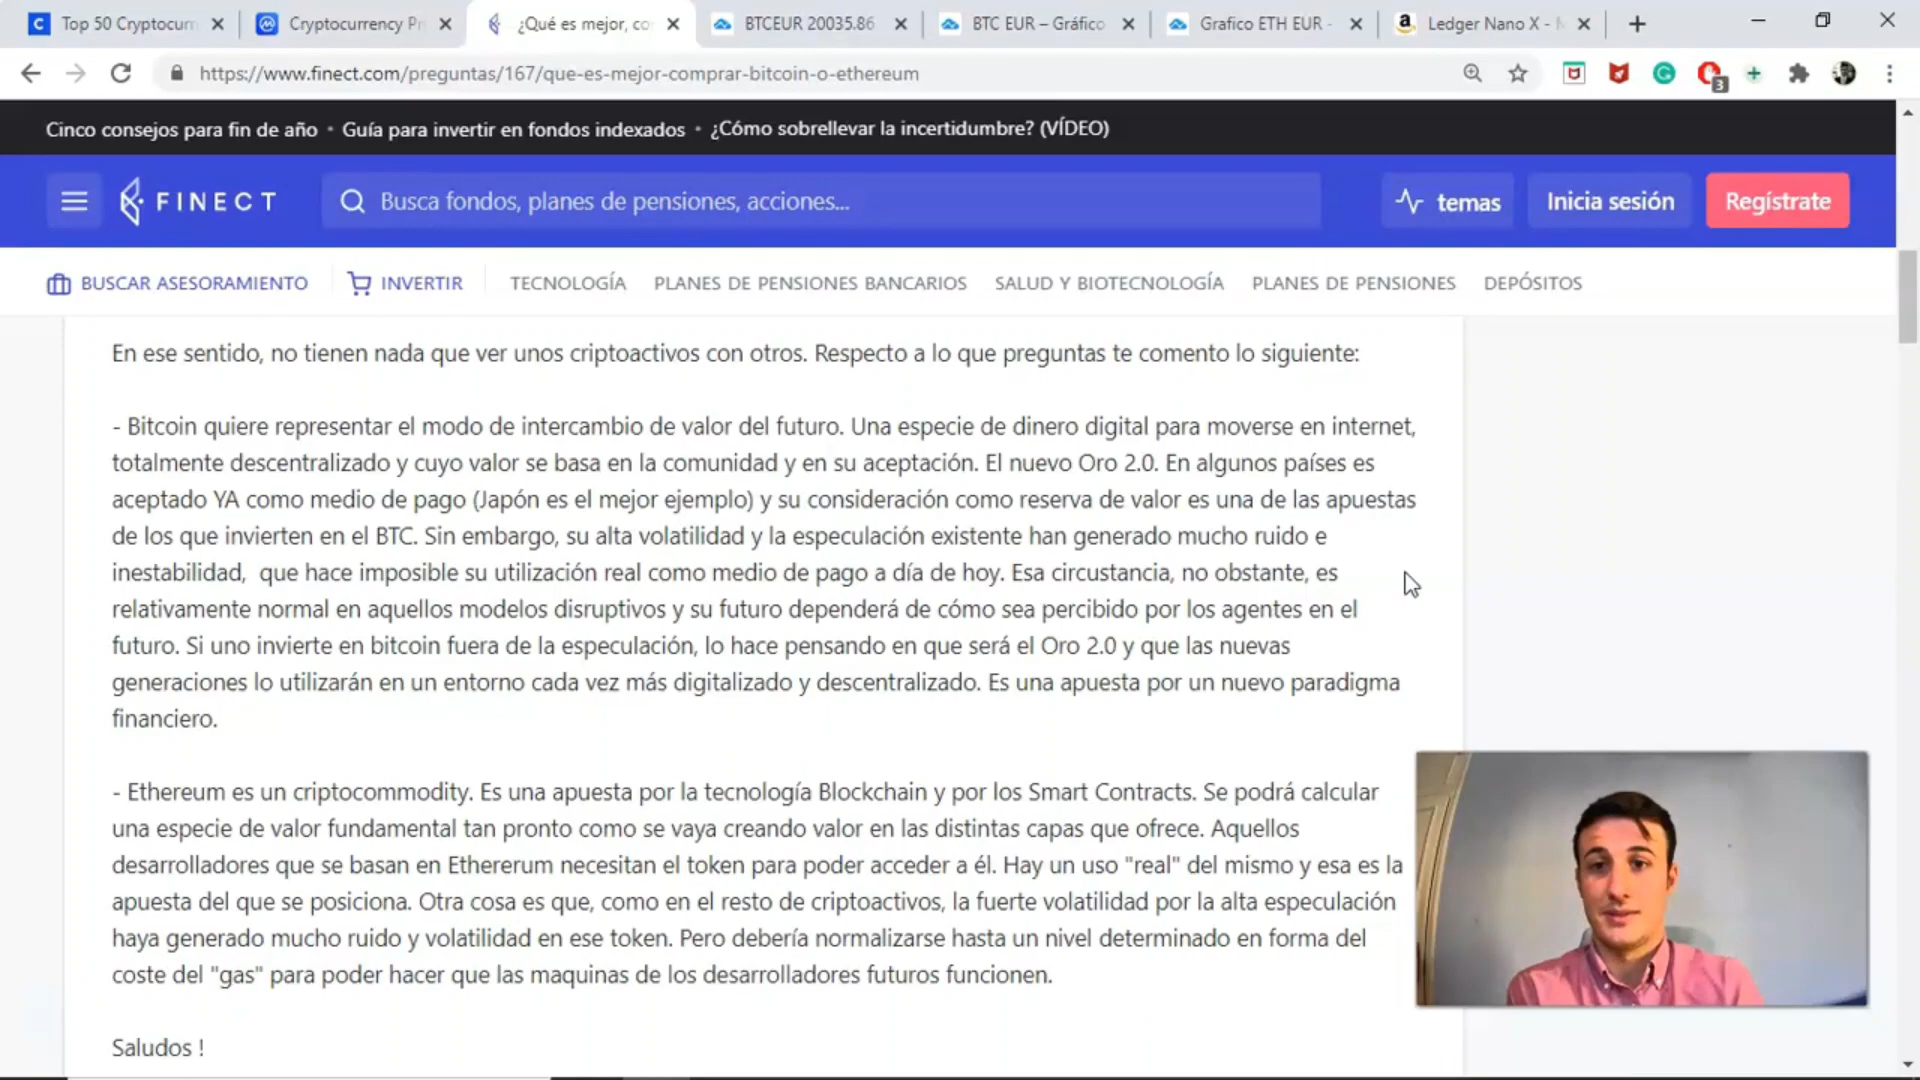 Top 50 Cryptocurr
Cryptocurrency Pr
¿Qué es mejor, co
BTCEUR 20035.86
BTC EUR – Gráfico
Grafico ETH EUR -
Ledger Nano X -
https://www.finect.com/preguntas/167/que-es-mejor-comprar-bitcoin-o-ethereum
3
Cinco consejos para fin de año • Guía para invertir en fondos indexados • ¿Cómo sobrellevar la incertidumbre? (VÍDEO)
FINECT
Busca fondos, planes de pensiones, acciones...
temas
Inicia sesión
Regístrate
BUSCAR ASESORAMIENTO
INVERTIR
TECNOLOGÍA
PLANES DE PENSIONES BANCARIOS
SALUD Y BIOTECNOLOGÍA
PLANES DE PENSIONES
DEPÓSITOS
En ese sentido, no tienen nada que ver unos criptoactivos con otros. Respecto a lo que preguntas te comento lo siguiente:
- Bitcoin quiere representar el modo de intercambio de valor del futuro. Una especie de dinero digital para moverse en internet,
totalmente descentralizado y cuyo valor se basa en la comunidad y en su aceptación. El nuevo Oro 2.0. En algunos países es
aceptado YA como medio de pago (Japón es el mejor ejemplo) y su consideración como reserva de valor es una de las apuestas
de los que invierten en el BTC. Sin embargo, su alta volatilidad y la especulación existente han generado mucho ruido e
inestabilidad,  que hace imposible su utilización real como medio de pago a día de hoy. Esa circustancia, no obstante, es
relativamente normal en aquellos modelos disruptivos y su futuro dependerá de cómo sea percibido por los agentes en el
futuro. Si uno invierte en bitcoin fuera de la especulación, lo hace pensando en que será el Oro 2.0 y que las nuevas
generaciones lo utilizarán en un entorno cada vez más digitalizado y descentralizado. Es una apuesta por un nuevo paradigma
financiero.
- Ethereum es un criptocommodity. Es una apuesta por la tecnología Blockchain y por los Smart Contracts. Se podrá calcular
una especie de valor fundamental tan pronto como se vaya creando valor en las distintas capas que ofrece. Aquellos
desarrolladores que se basan en Ethererum necesitan el token para poder acceder a él. Hay un uso "real" del mismo y esa es la
apuesta del que se posiciona. Otra cosa es que, como en el resto de criptoactivos, la fuerte volatilidad por la alta especulación
haya generado mucho ruido y volatilidad en ese token. Pero debería normalizarse hasta un nivel determinado en forma del
coste del "gas" para poder hacer que las maquinas de los desarrolladores futuros funcionen.
Saludos !